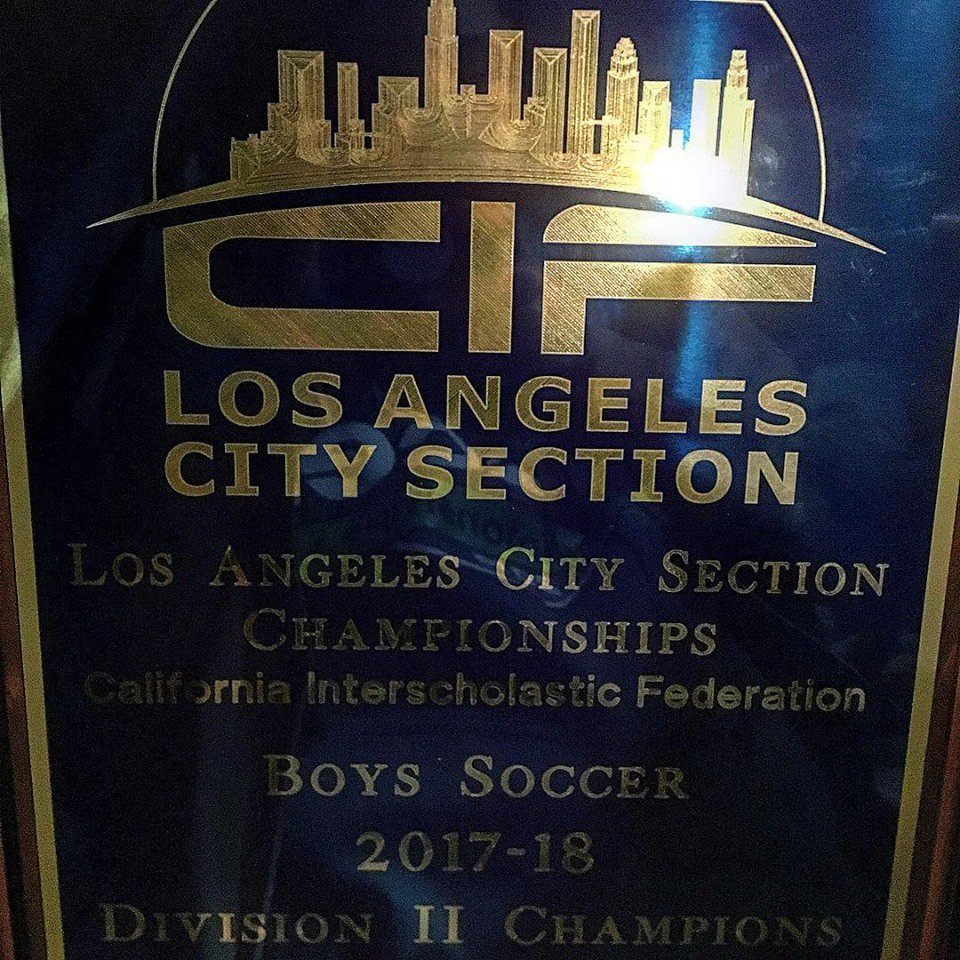 CIF
LOS ANGELES
CITY SECTION
LOS ANGELES CITY SECTION
CHAMPIONSHIPS
California Interscholastic Federation
BOYS SOCCER
2017-18
DIVISION II CHAMPIONS